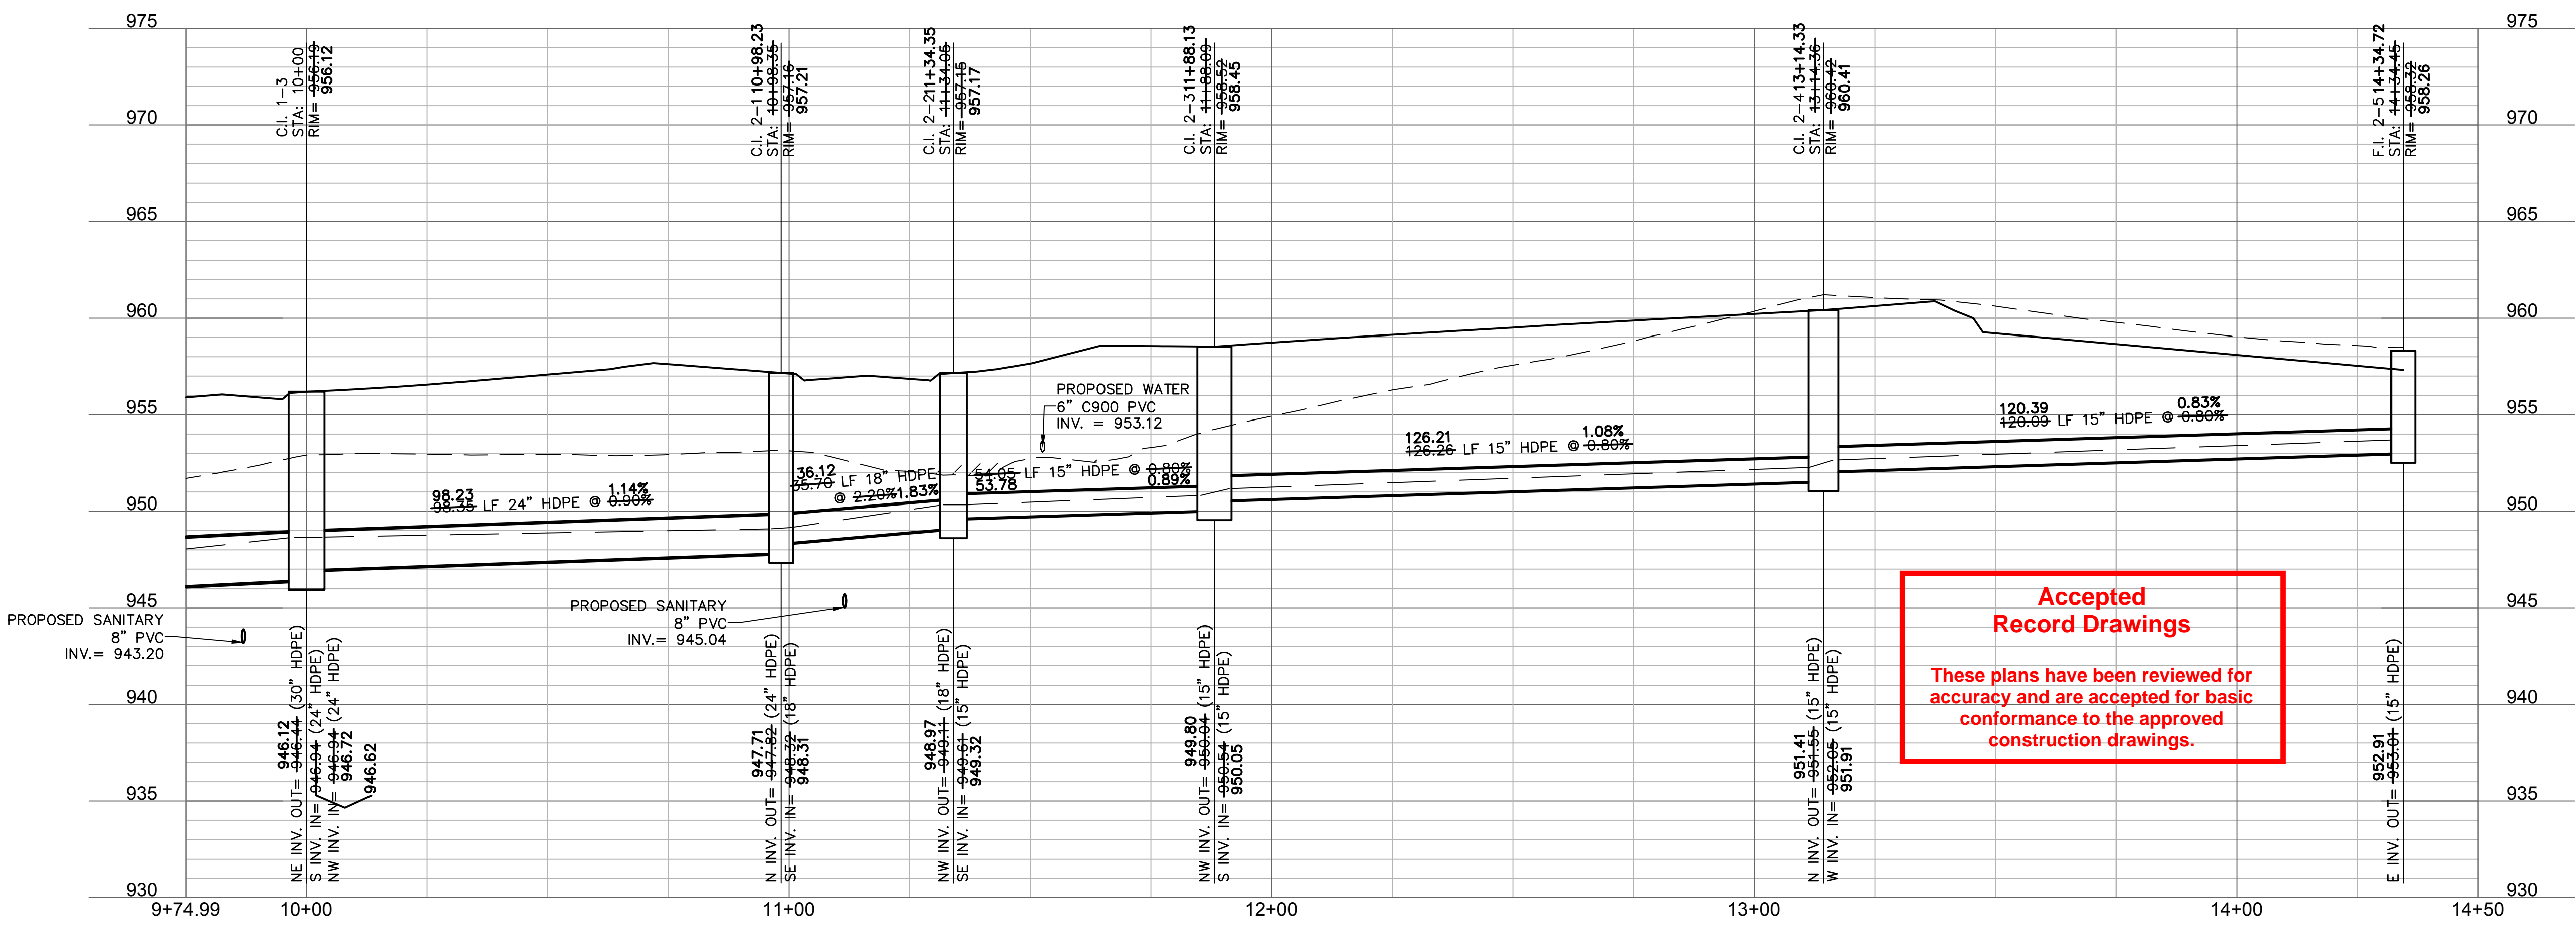 975
970
965
960
955
950
945
940
935
930
975
970
965
960
955
950
945
940
935
930
C.I. 1-3
STA: 10+00
RIM= 956.19
956.12
C.I. 2-1 10+98.23
STA: 10+98.35
RIM= 957.16
957.21
C.I. 2-2 11+34.35
STA: 11+34.05
RIM= 957.15
957.17
C.I. 2-3 11+88.13
STA: 11+88.09
RIM= 958.52
958.45
C.I. 2-4 13+14.33
STA: 13+14.36
RIM= 960.42
960.41
F.I. 2-5 14+34.72
STA: 14+34.45
RIM= 958.32
958.26
PROPOSED WATER
6" C900 PVC
INV. = 953.12
98.23 1.14%
98.35 LF 24" HDPE @ 0.90%
36.12
35.70 LF 18" HDPE
@ 2.20% 1.83%
54.05 LF 15" HDPE @ 0.80%
53.78 0.89%
126.21 1.08%
126.26 LF 15" HDPE @ 0.80%
120.39 0.83%
120.09 LF 15" HDPE @ 0.80%
PROPOSED SANITARY
8" PVC
INV.= 943.20
PROPOSED SANITARY
8" PVC
INV.= 945.04
946.12
NE INV. OUT= 946.44 (30" HDPE)
S INV. IN= 946.94 (24" HDPE)
NW INV. IN= 946.94 (24" HDPE)
946.72
946.62
947.71
N INV. OUT= 947.82 (24" HDPE)
SE INV. IN= 948.32 (18" HDPE)
948.31
948.97
NW INV. OUT= 949.11 (18" HDPE)
SE INV. IN= 949.61 (15" HDPE)
949.32
949.80
NW INV. OUT= 950.04 (15" HDPE)
S INV. IN= 950.54 (15" HDPE)
950.05
951.41
N INV. OUT= 951.55 (15" HDPE)
W INV. IN= 952.05 (15" HDPE)
951.91
952.91
E INV. OUT= 953.01 (15" HDPE)
Accepted
Record Drawings
These plans have been reviewed for
accuracy and are accepted for basic
conformance to the approved
construction drawings.
9+74.99 10+00 11+00 12+00 13+00 14+00 14+50